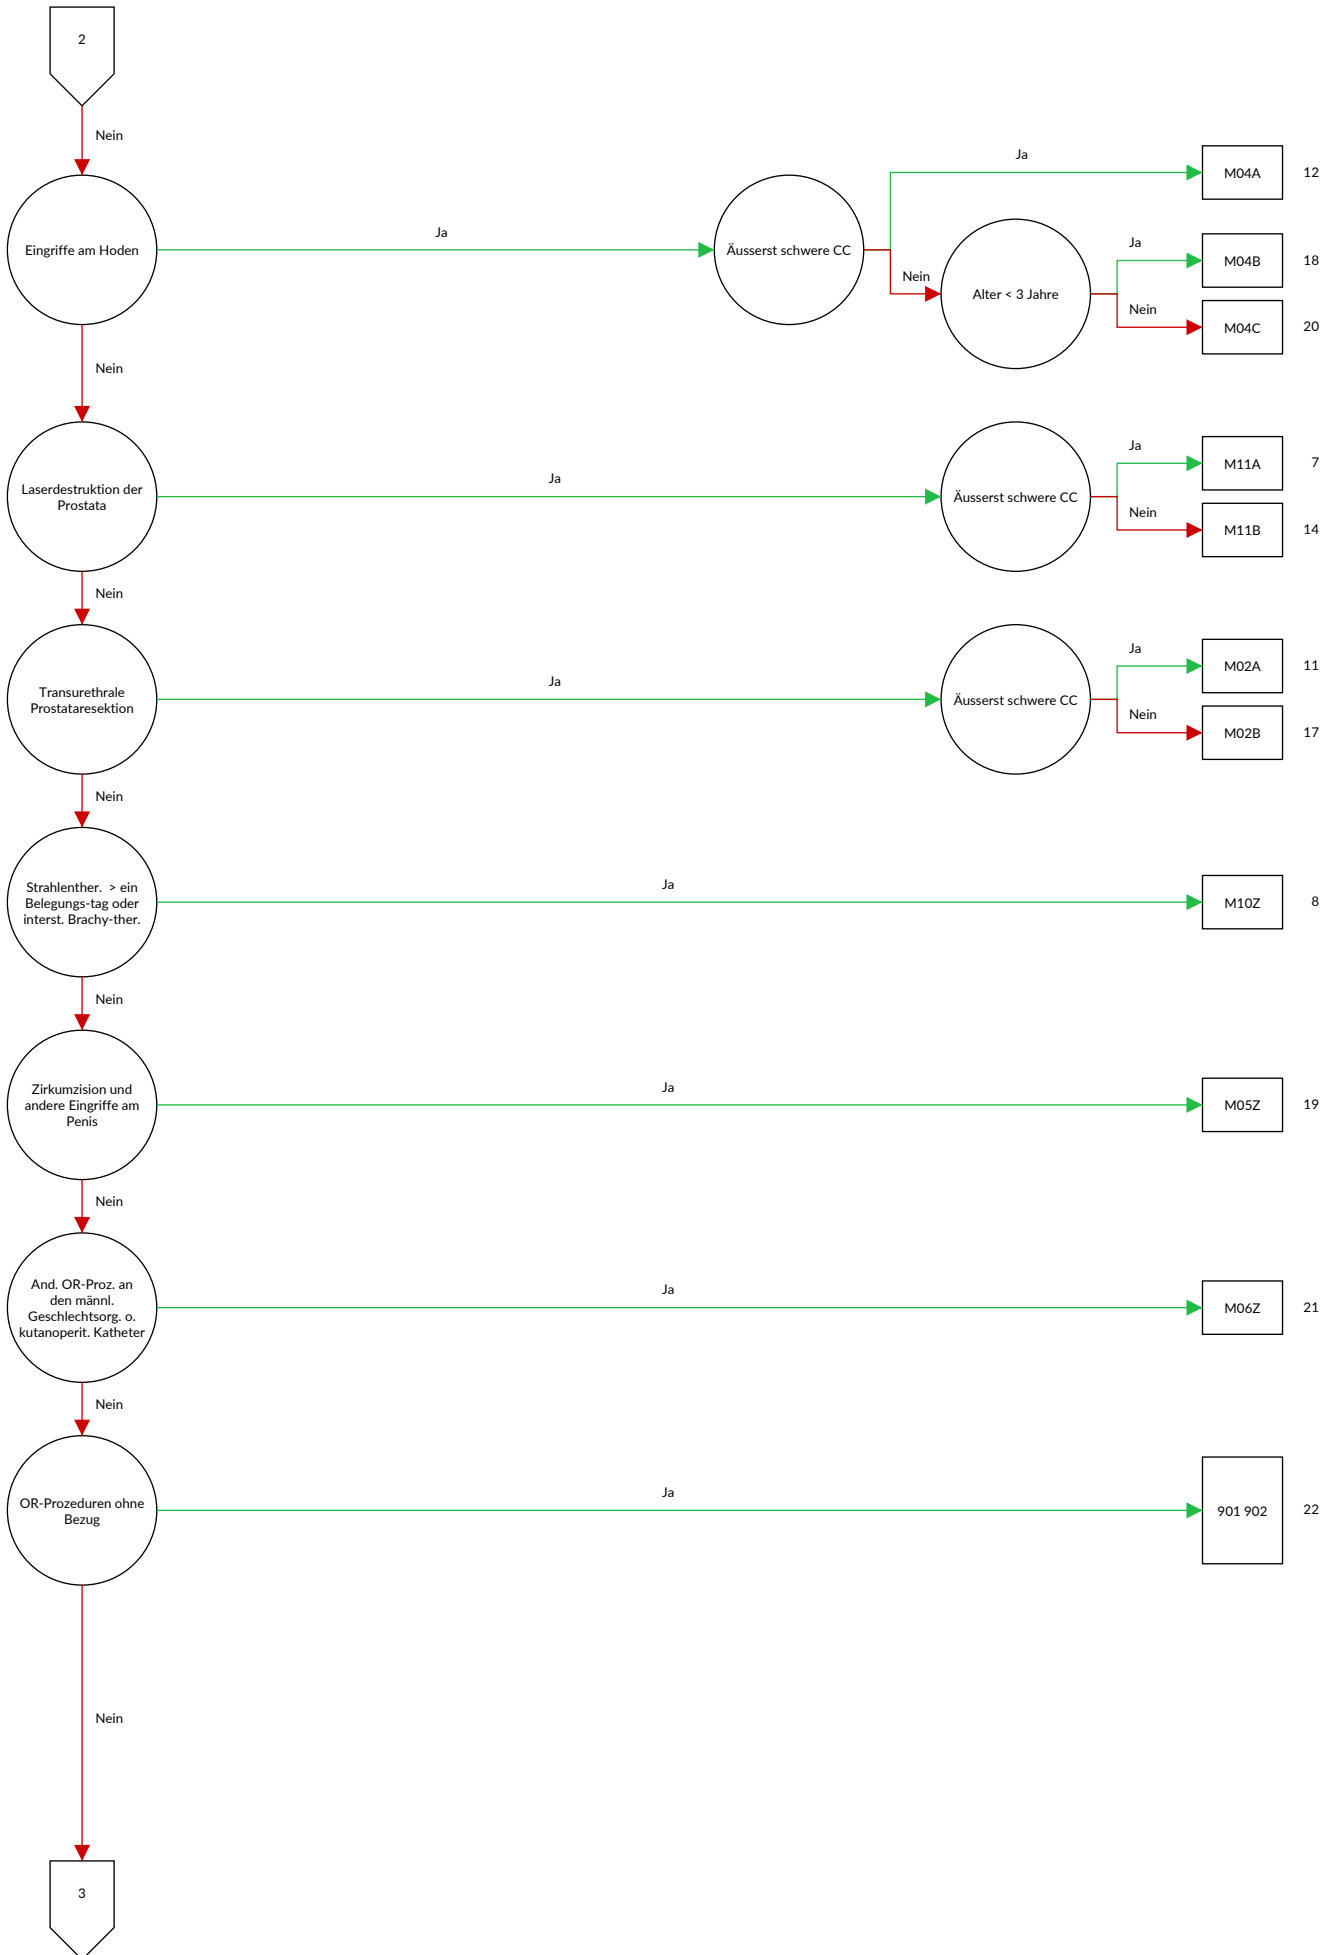 2
Nein
Eingriffe am Hoden
Ja
Äusserst schwere CC
Ja
M04A
12
Nein
Alter < 3 Jahre
Ja
M04B
18
Nein
M04C
20
Nein
Laserdestruktion der
Prostata
Ja
Äusserst schwere CC
Ja
M11A
7
Nein
M11B
14
Nein
Transurethrale
Prostataresektion
Ja
Äusserst schwere CC
Ja
M02A
11
Nein
M02B
17
Nein
Strahlenther. > ein
Belegungs-tag oder
interst. Brachy-ther.
Ja
M10Z
8
Nein
Zirkumzision und
andere Eingriffe am
Penis
Ja
M05Z
19
Nein
And. OR-Proz. an
den männl.
Geschlechtsorg. o.
kutanoperit. Katheter
Ja
M06Z
21
Nein
OR-Prozeduren ohne
Bezug
Ja
901 902
22
Nein
3